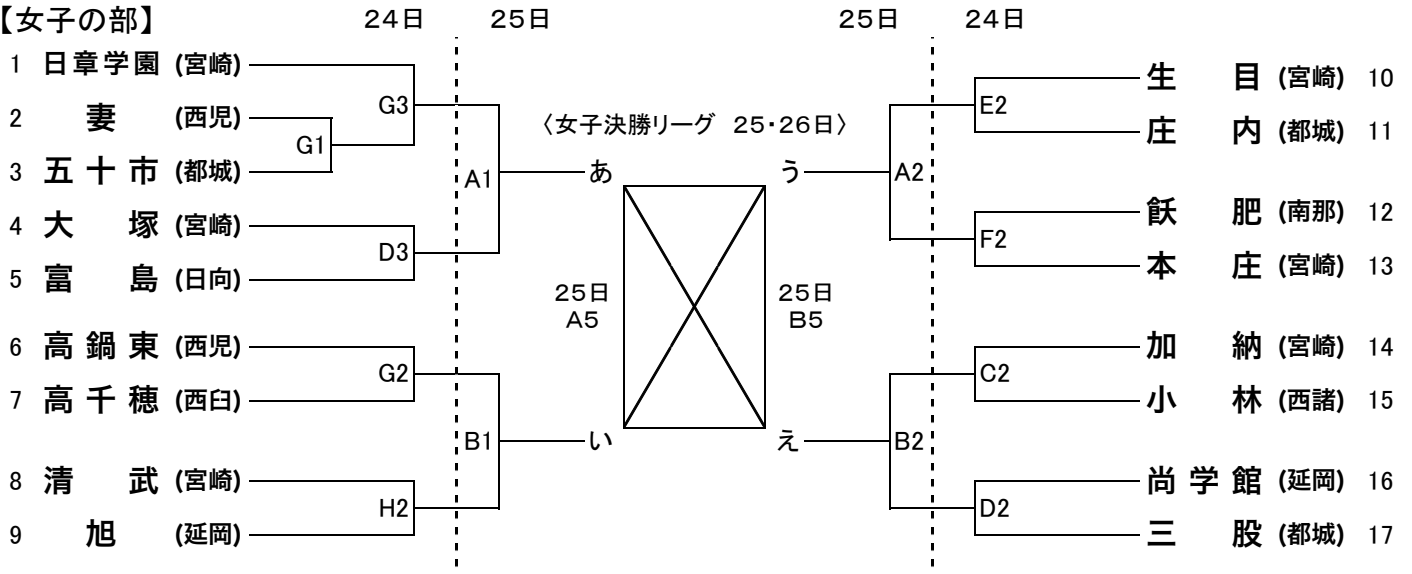 【女子の部】
24日 25日 25日 24日
1 日章学園 (宮崎)
2 妻 (西児)
3 五十市 (都城)
4 大塚 (宮崎)
5 富島 (日向)
6 高鍋東 (西児)
7 高千穂 (西臼)
8 清武 (宮崎)
9 旭 (延岡)
G1
G3
D3
G2
H2
A1
B1
〈女子決勝リーグ 25・26日〉
あ う
25日
A5
25日
B5
い え
A2
B2
E2
F2
C2
D2
生目 (宮崎) 10
庄内 (都城) 11
飫肥 (南那) 12
本庄 (宮崎) 13
加納 (宮崎) 14
小林 (西諸) 15
尚学館 (延岡) 16
三股 (都城) 17